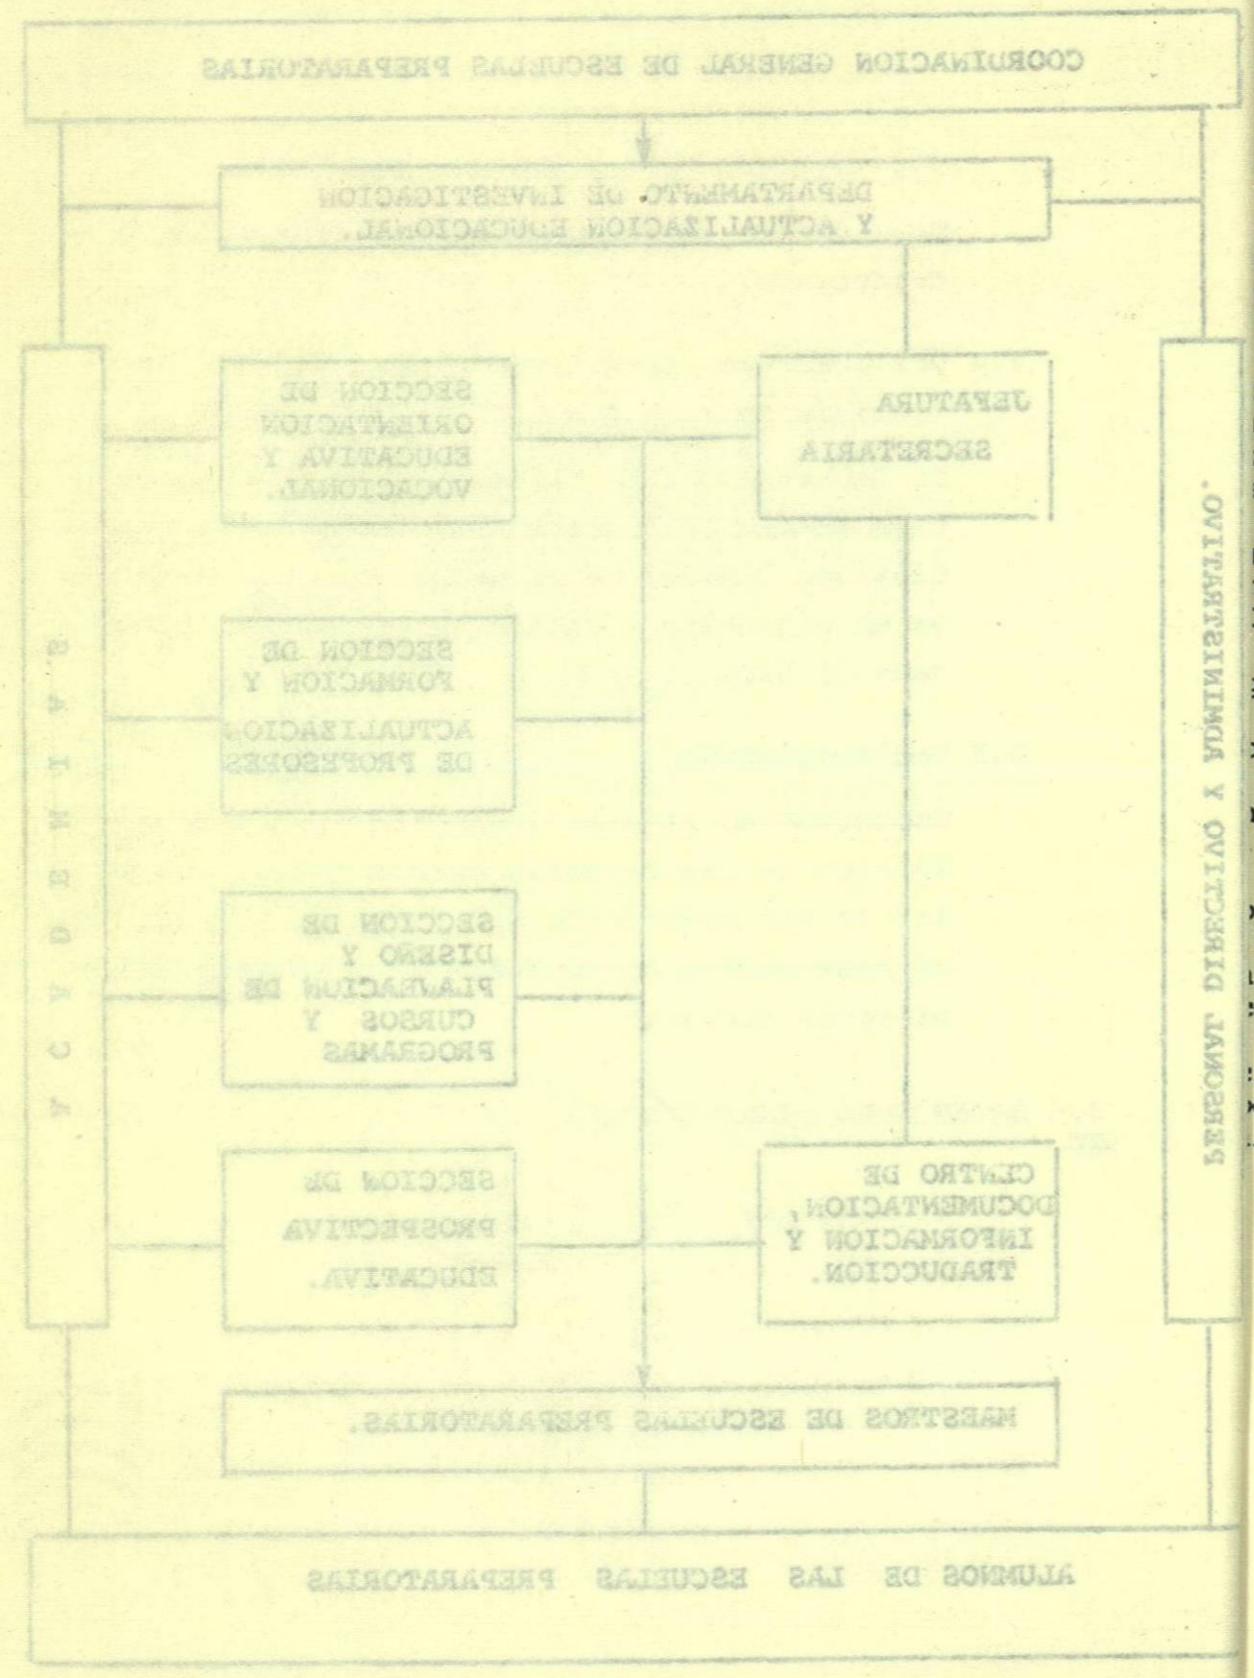 COORDINACION GENERAL DE ESCUELAS PREPARATORIAS
DEPARTAMENTO DE INVESTIGACION
Y ACTUALIZACION EDUCACIONAL.
JEFATURA
SECRETARIA
SECCION DE
ORIENTACION
EDUCATIVA Y
VOCACIONAL.
SECCION DE
FORMACION Y
ACTUALIZACION
DE PROFESORES
SECCION DE
DISEÑO Y
PLANEACION DE
CURSOS Y
PROGRAMAS
CENTRO DE
DOCUMENTACION,
INFORMACION Y
TRADUCCION.
SECCION DE
PROSPECTIVA
EDUCATIVA.
PERSONAL DIRECTIVO Y ADMINISTRATIVO.
A C A D E M I A S
MAESTROS DE ESCUELAS PREPARATORIAS.
ALUMNOS DE LAS ESCUELAS PREPARATORIAS